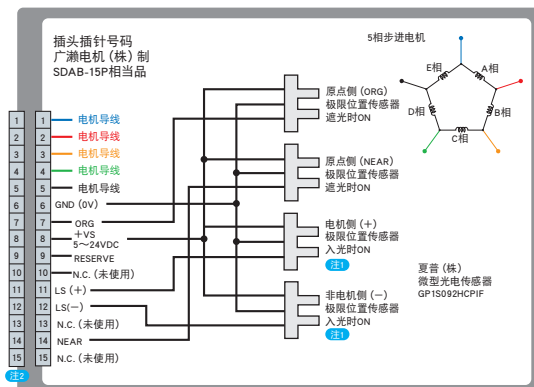 插头插针号码
广濑电机（株）制
SDAB-15P相当品
5相步进电机
E相
A相
D相
B相
C相
1 1 电机导线
2 2 电机导线
3 3 电机导线
4 4 电机导线
5 5 电机导线
6 6 GND（0V）
7 7 ORG
8 8 ＋VS
5～24VDC
9 9 RESERVE
10 10 N.C.（未使用）
11 11 LS（＋）
12 12 LS(－)
13 13 N.C.（未使用）
14 14 NEAR
15 15 N.C.（未使用）
注2
原点侧（ORG）
极限位置传感器
遮光时ON
原点侧（NEAR）
极限位置传感器
遮光时ON
电机侧（＋）
极限位置传感器
入光时ON
注1
非电机侧（－）
极限位置传感器
入光时ON
注1
夏普（株）
微型光电传感器
GP1S092HCPIF